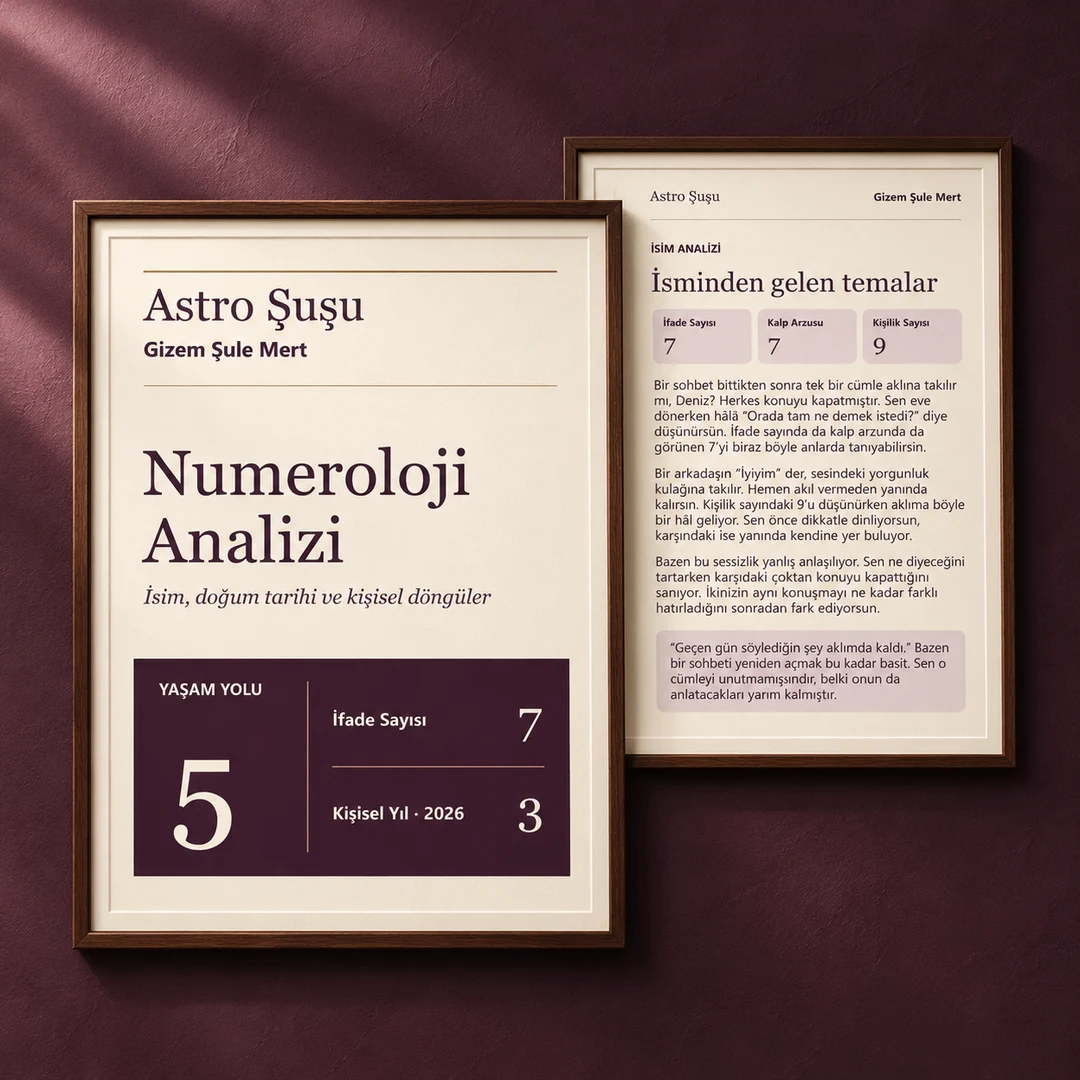 Astro Şuşu
Gizem Şule Mert
Numeroloji
Analizi
İsim, doğum tarihi ve kişisel döngüler
YAŞAM YOLU
5
İfade Sayısı
7
Kişisel Yıl · 2026
3
Astro Şuşu
Gizem Şule Mert
İSİM ANALİZİ
İsminden gelen temalar
İfade Sayısı
7
Kalp Arzusu
7
Kişilik Sayısı
9
Bir sohbet bittikten sonra tek bir cümle aklına takılır
mı, Deniz? Herkes konuyu kapatmıştır. Sen eve
dönerken hâlâ “Orada tam ne demek istedi?” diye
düşünürsün. İfade sayında da kalp arzunda da
görünen 7’yi biraz böyle anlarda tanıyabilirsin.
Bir arkadaşın “İyiyim” der, sesindeki yorgunluk
kulağına takılır. Hemen akıl vermeden yanında
kalırsın. Kişilik sayındaki 9’u düşünürken aklıma böyle
bir hâl geliyor. Sen önce dikkatle dinliyorsun,
karşındaki ise yanında kendine yer buluyor.
Bazen bu sessizlik yanlış anlaşılıyor. Sen ne diyeceğini
tartarken karşıdaki çoktan konuyu kapattığını
sanıyor. İkinizin aynı konuşmayı ne kadar farklı
hatırladığını sonradan fark ediyorsun.
“Geçen gün söylediğin şey aklımda kaldı.” Bazen
bir sohbeti yeniden açmak bu kadar basit. Sen o
cümleyi unutmamışsındır, belki onun da
anlatacakları yarım kalmıştır.